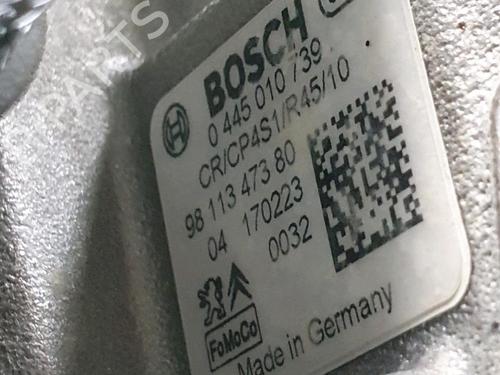 BOSCH
0 445 010 739
CR/CP4S1/R45/10
98 113 473 80
04 170223
0032
FoMoCo
Made in Germany